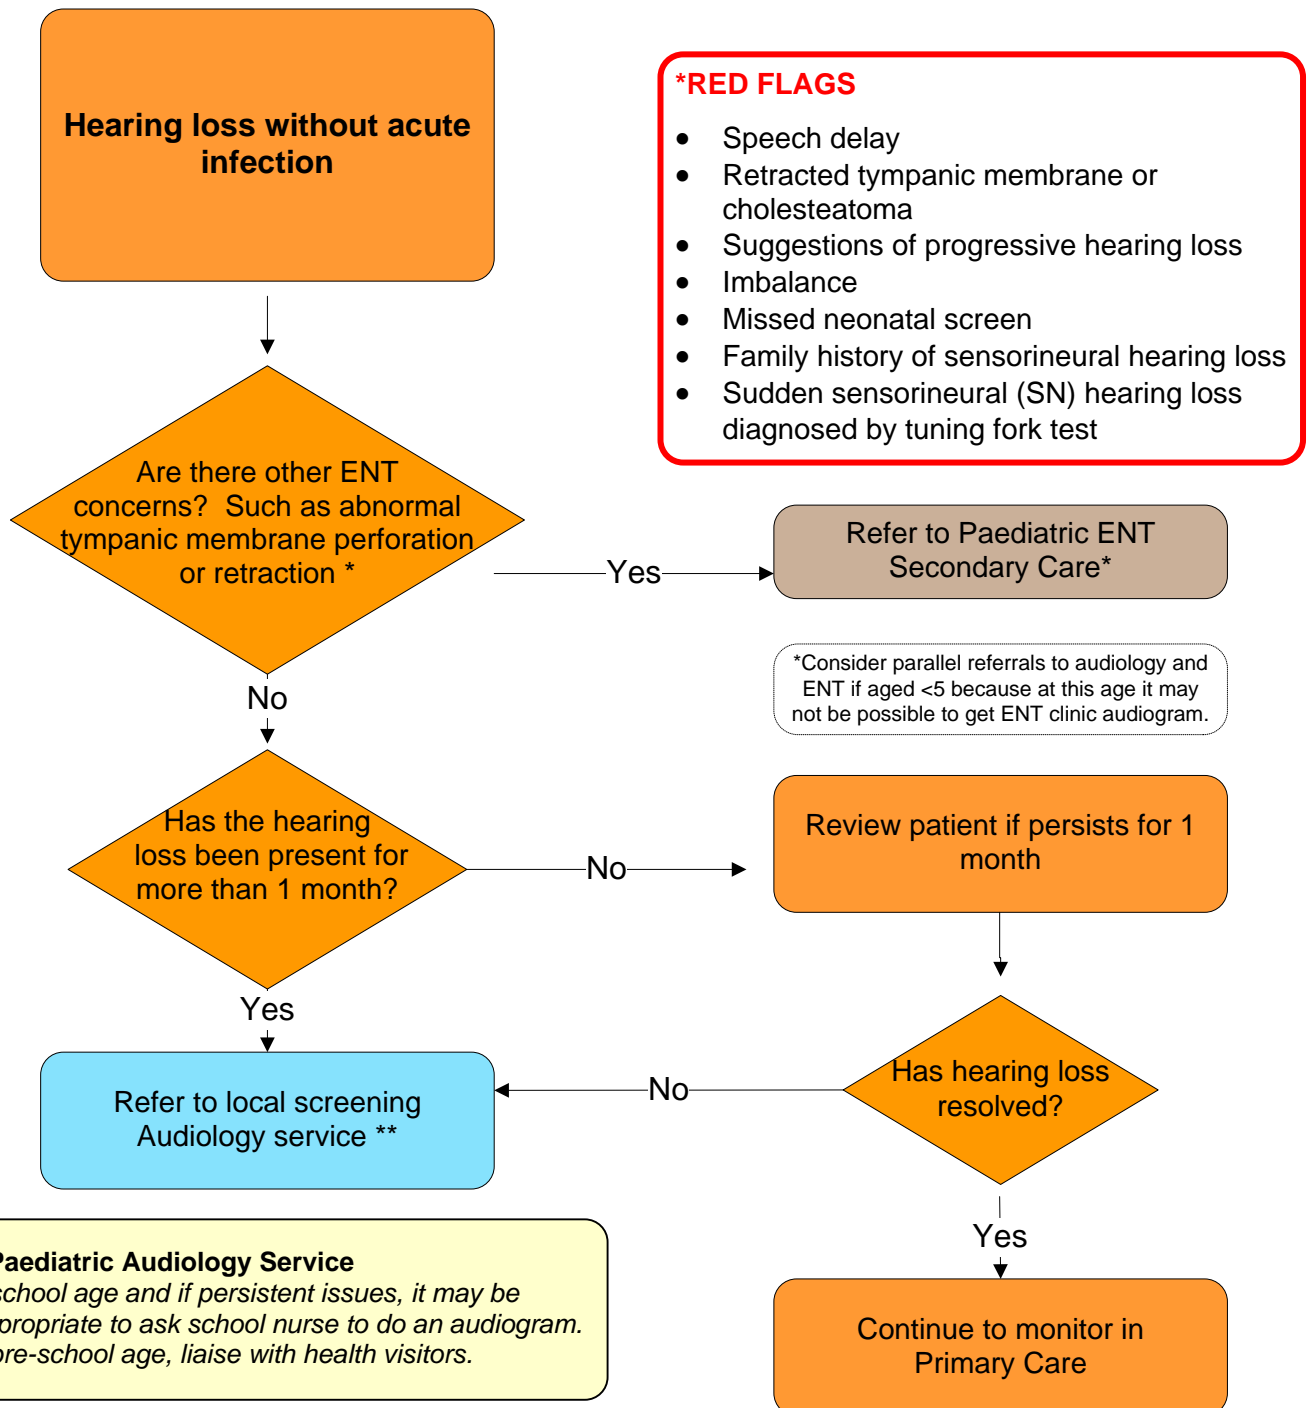 Hearing loss without acute
infection
*RED FLAGS
• Speech delay
• Retracted tympanic membrane or
cholesteatoma
• Suggestions of progressive hearing loss
• Imbalance
• Missed neonatal screen
• Family history of sensorineural hearing loss
• Sudden sensorineural (SN) hearing loss
diagnosed by tuning fork test
Are there other ENT
concerns? Such as abnormal
tympanic membrane perforation
or retraction *
Yes
Refer to Paediatric ENT
Secondary Care*
*Consider parallel referrals to audiology and
ENT if aged <5 because at this age it may
not be possible to get ENT clinic audiogram.
No
Has the hearing
loss been present for
more than 1 month?
No
Review patient if persists for 1
month
Yes
Refer to local screening
Audiology service **
No
Has hearing loss
resolved?
Yes
Continue to monitor in
Primary Care
Paediatric Audiology Service
school age and if persistent issues, it may be
propriate to ask school nurse to do an audiogram.
pre-school age, liaise with health visitors.